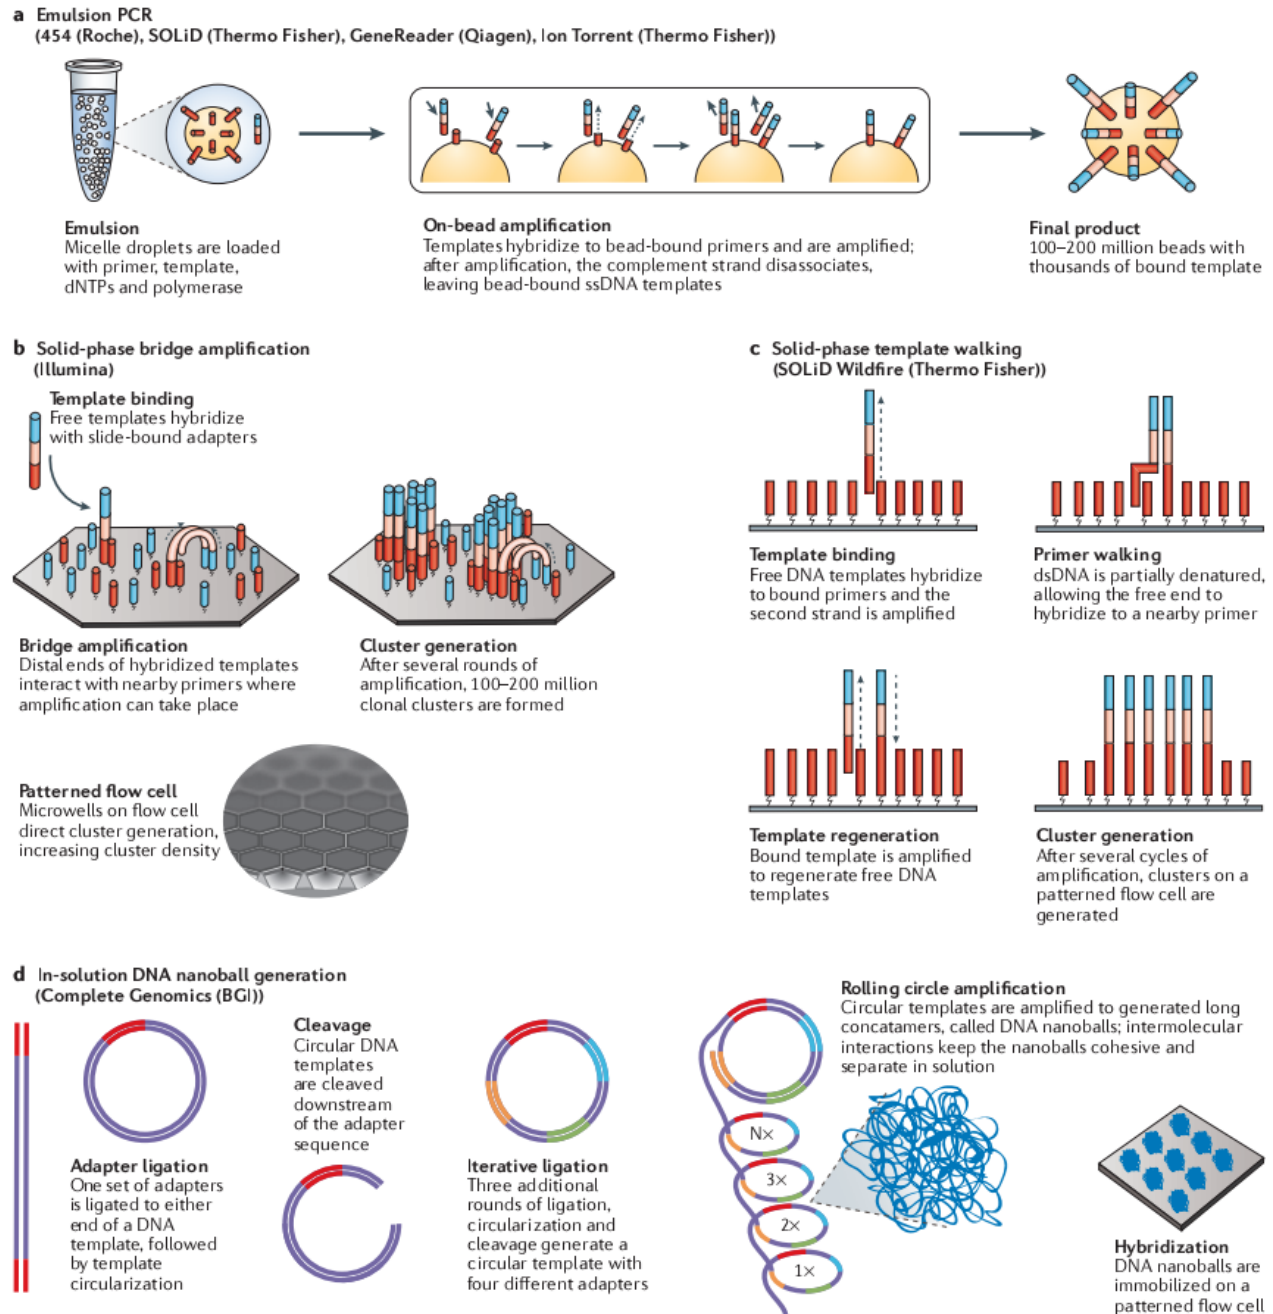 a Emulsion PCR
(454 (Roche), SOLiD (Thermo Fisher), GeneReader (Qiagen), Ion Torrent (Thermo Fisher))
Emulsion
Micelle droplets are loaded
with primer, template,
dNTPs and polymerase
On-bead amplification
Templates hybridize to bead-bound primers and are amplified;
after amplification, the complement strand disassociates,
leaving bead-bound ssDNA templates
Final product
100–200 million beads with
thousands of bound template
b Solid-phase bridge amplification
(Illumina)
Template binding
Free templates hybridize
with slide-bound adapters
Bridge amplification
Distal ends of hybridized templates
interact with nearby primers where
amplification can take place
Cluster generation
After several rounds of
amplification, 100–200 million
clonal clusters are formed
Patterned flow cell
Microwells on flow cell
direct cluster generation,
increasing cluster density
c Solid-phase template walking
(SOLiD Wildfire (Thermo Fisher))
Template binding
Free DNA templates hybridize
to bound primers and the
second strand is amplified
Primer walking
dsDNA is partially denatured,
allowing the free end to
hybridize to a nearby primer
Template regeneration
Bound template is amplified
to regenerate free DNA
templates
Cluster generation
After several cycles of
amplification, clusters on a
patterned flow cell are
generated
d In-solution DNA nanoball generation
(Complete Genomics (BGI))
Adapter ligation
One set of adapters
is ligated to either
end of a DNA
template, followed
by template
circularization
Cleavage
Circular DNA
templates
are cleaved
downstream
of the adapter
sequence
Iterative ligation
Three additional
rounds of ligation,
circularization and
cleavage generate a
circular template with
four different adapters
Rolling circle amplification
Circular templates are amplified to generated long
concatamers, called DNA nanoballs; intermolecular
interactions keep the nanoballs cohesive and
separate in solution
N×
3×
2×
1×
Hybridization
DNA nanoballs are
immobilized on a
patterned flow cell